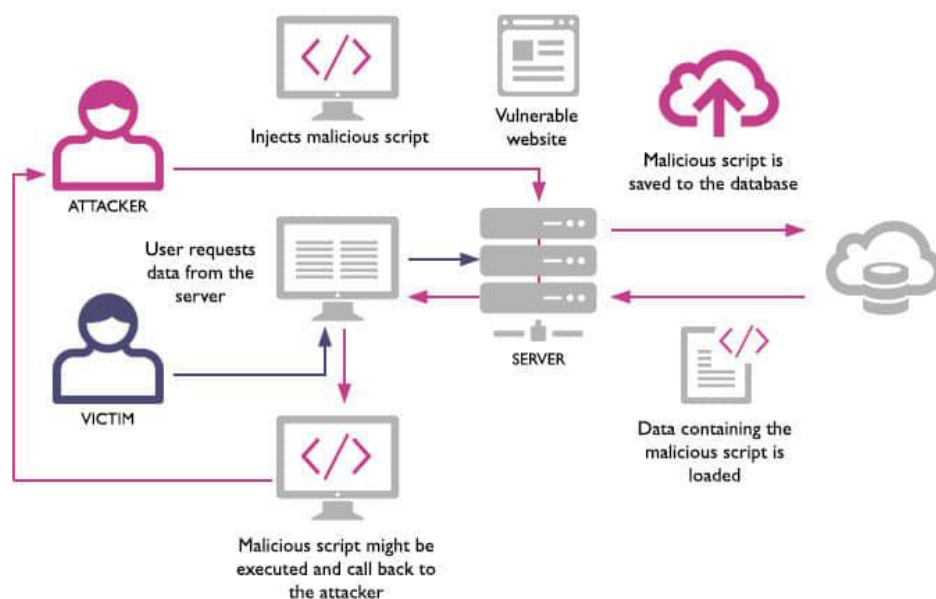 Injects malicious script
Vulnerable
website
Malicious script is
saved to the database
ATTACKER
User requests
data from the
server
VICTIM
SERVER
Data containing the
malicious script is
loaded
Malicious script might be
executed and call back to
the attacker